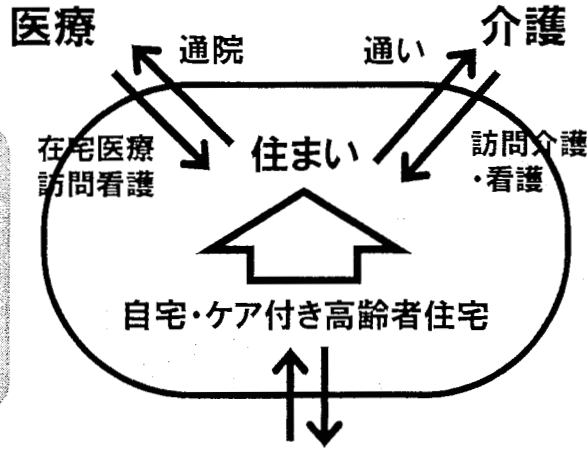 医療
介護
通院
通い
在宅医療
訪問看護
住まい
訪問介護
・看護
自宅・ケア付き高齢者住宅